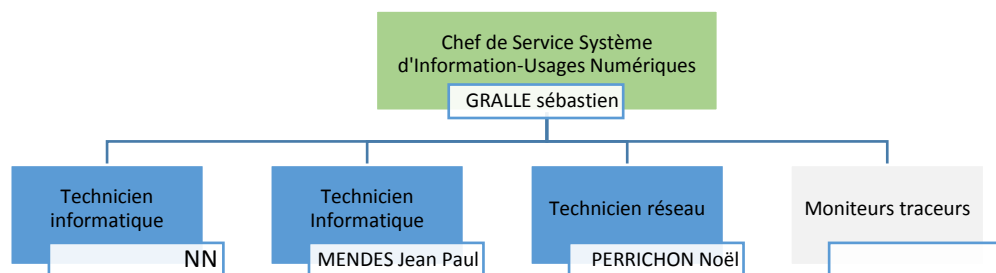 Chef de Service Système
d'Information-Usages Numériques
GRALLE sébastien
Technicien
informatique
NN
Technicien
Informatique
MENDES Jean Paul
Technicien réseau
PERRICHON Noël
Moniteurs traceurs